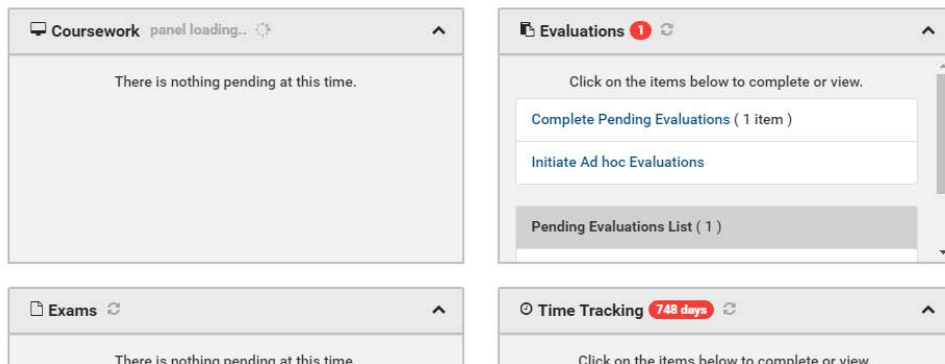 Coursework panel loading..
There is nothing pending at this time.
Evaluations 1
Click on the items below to complete or view.
Complete Pending Evaluations ( 1 item )
Initiate Ad hoc Evaluations
Pending Evaluations List ( 1 )
Exams
There is nothing pending at this time.
Time Tracking 748 days
Click on the items below to complete or view.